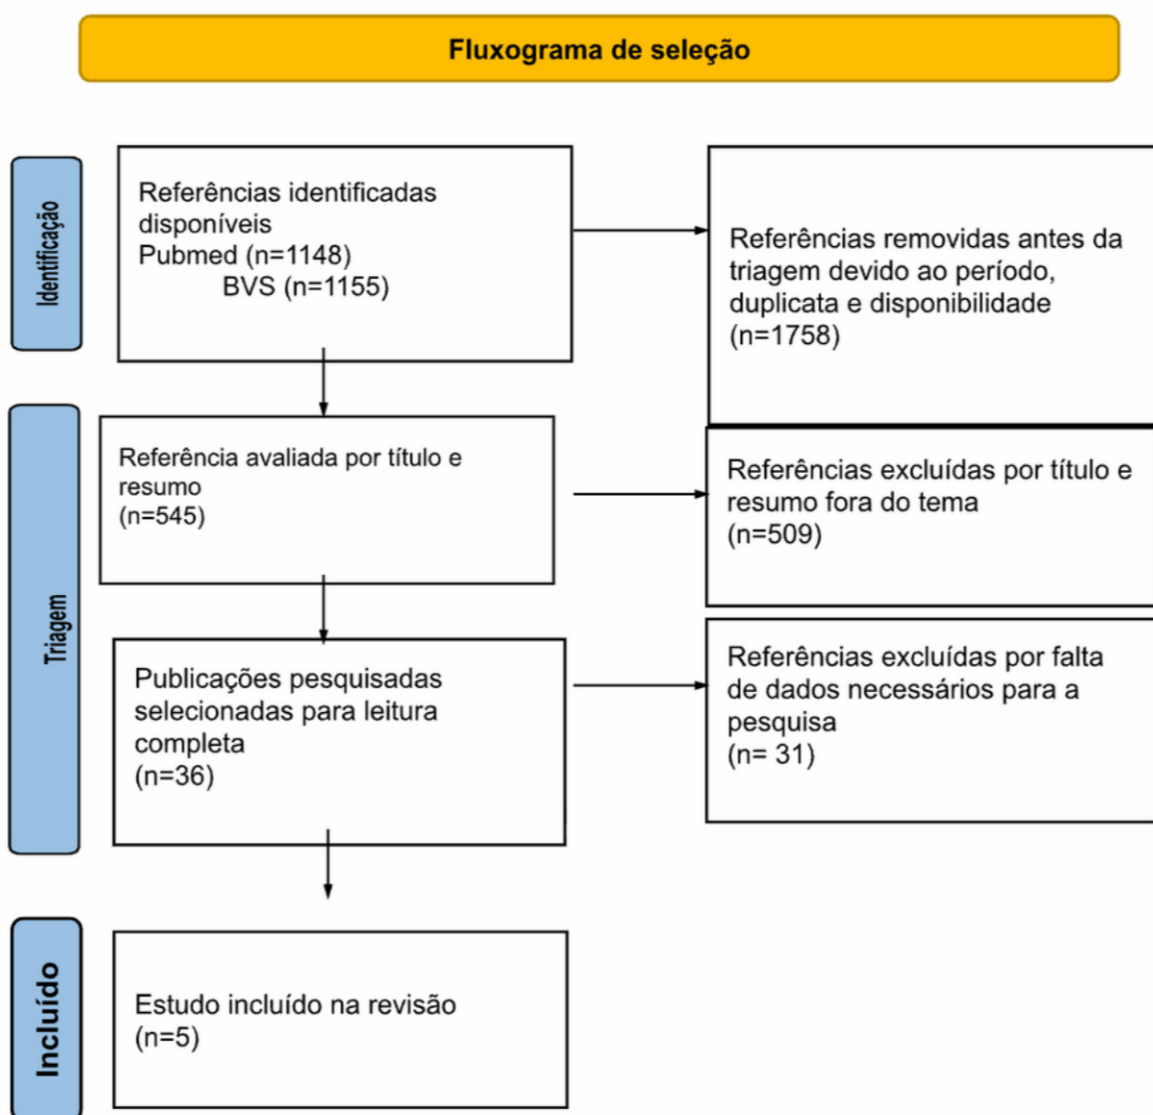 Fluxograma de seleção
Identificação
Referências identificadas
disponíveis
Pubmed (n=1148)
BVS (n=1155)
Referências removidas antes da
triagem devido ao período,
duplicata e disponibilidade
(n=1758)
Triagem
Referência avaliada por título e
resumo
(n=545)
Referências excluídas por título e
resumo fora do tema
(n=509)
Publicações pesquisadas
selecionadas para leitura
completa
(n=36)
Referências excluídas por falta
de dados necessários para a
pesquisa
(n= 31)
Incluído
Estudo incluído na revisão
(n=5)